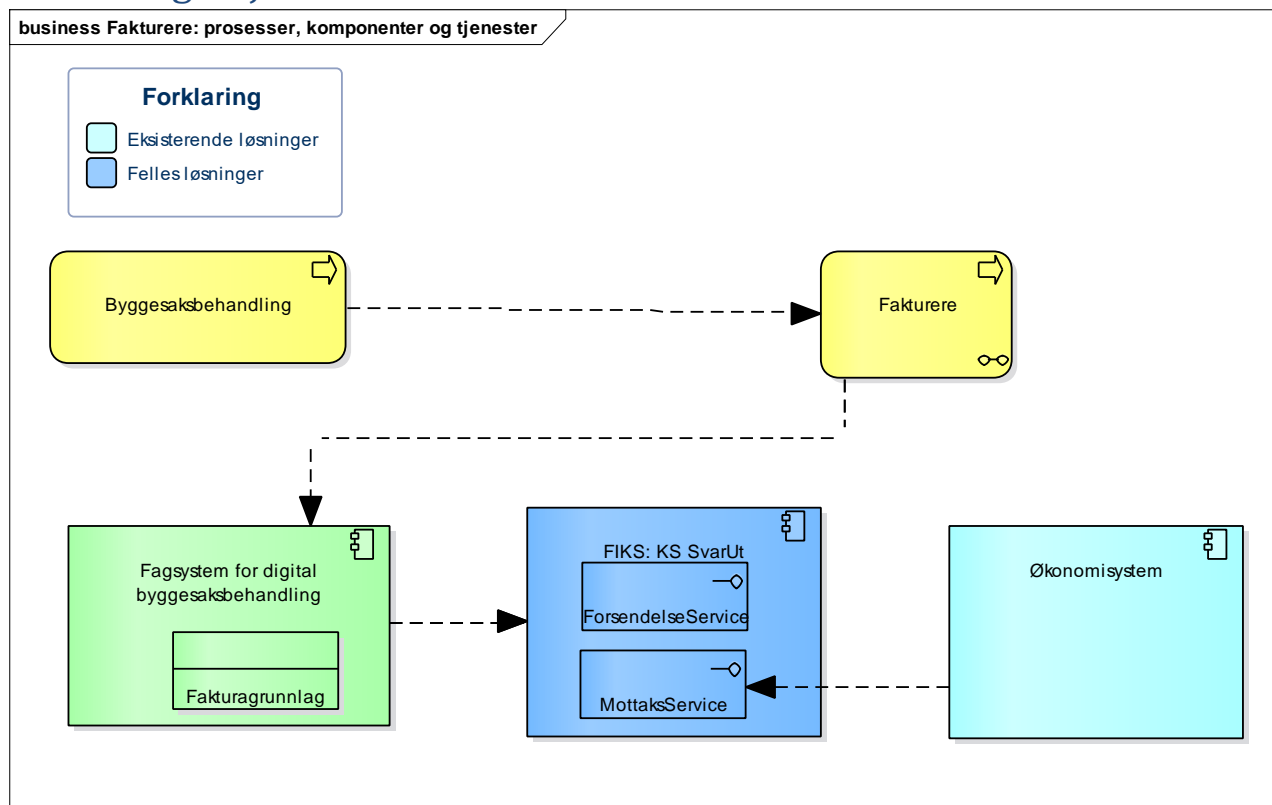 business Fakturere: prosesser, komponenter og tjenester
Forklaring
Eksisterende løsninger
Felles løsninger
Byggesaksbehandling
Fakturere
Fagsystem for digital
byggesaksbehandling
Fakturagrunnlag
FIKS: KS SvarUt
ForsendelseService
MottaksService
Økonomisystem